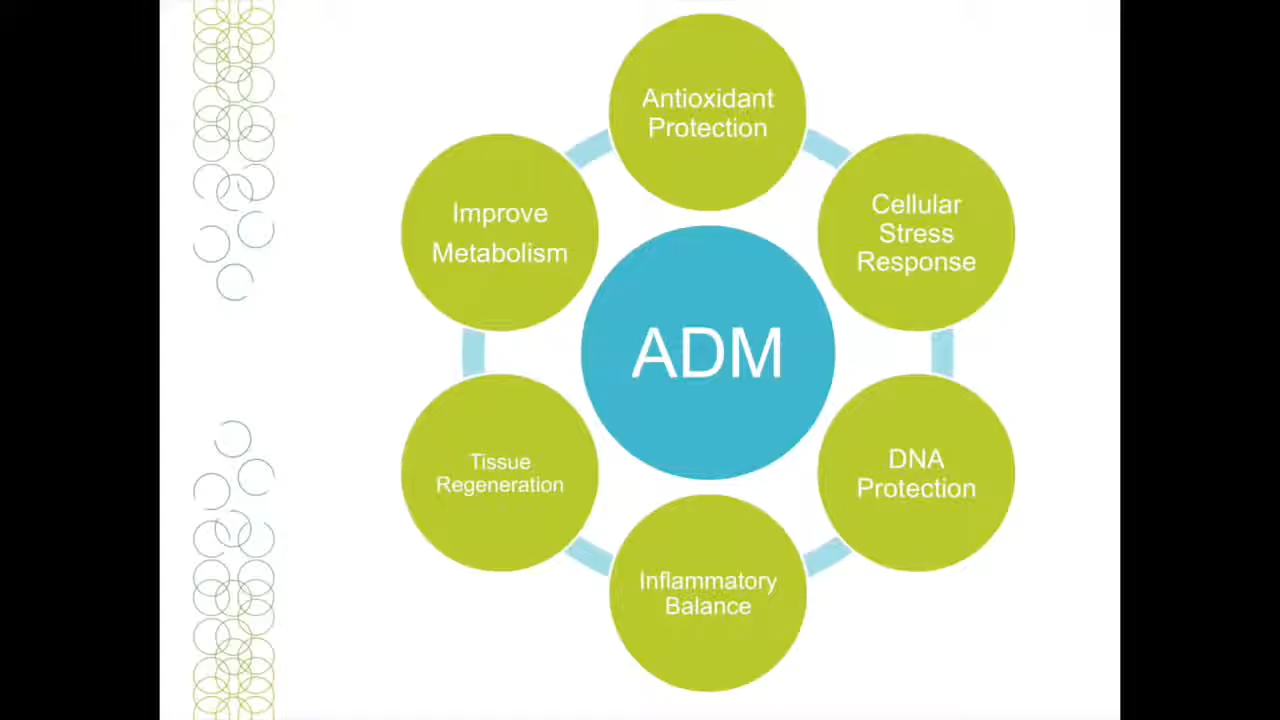 Antioxidant
Protection
Cellular
Stress
Response
DNA
Protection
Inflammatory
Balance
Tissue
Regeneration
Improve
Metabolism
ADM